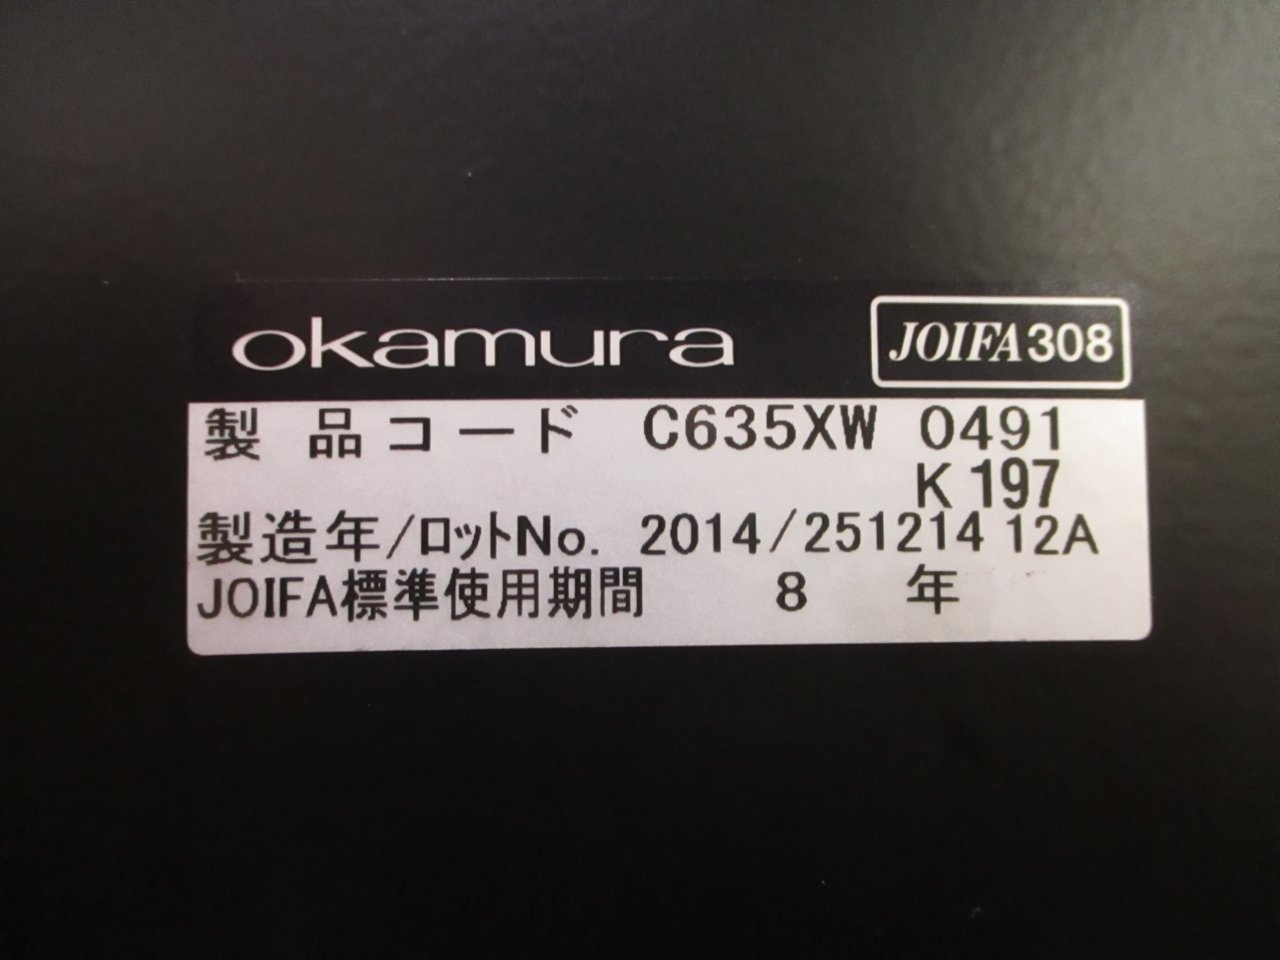 okamura
JOIFA308
製 品コード C635XW 0491
K 197
製造年/ロットNo. 2014/251214 12A
JOIFA標準使用期間 8 年